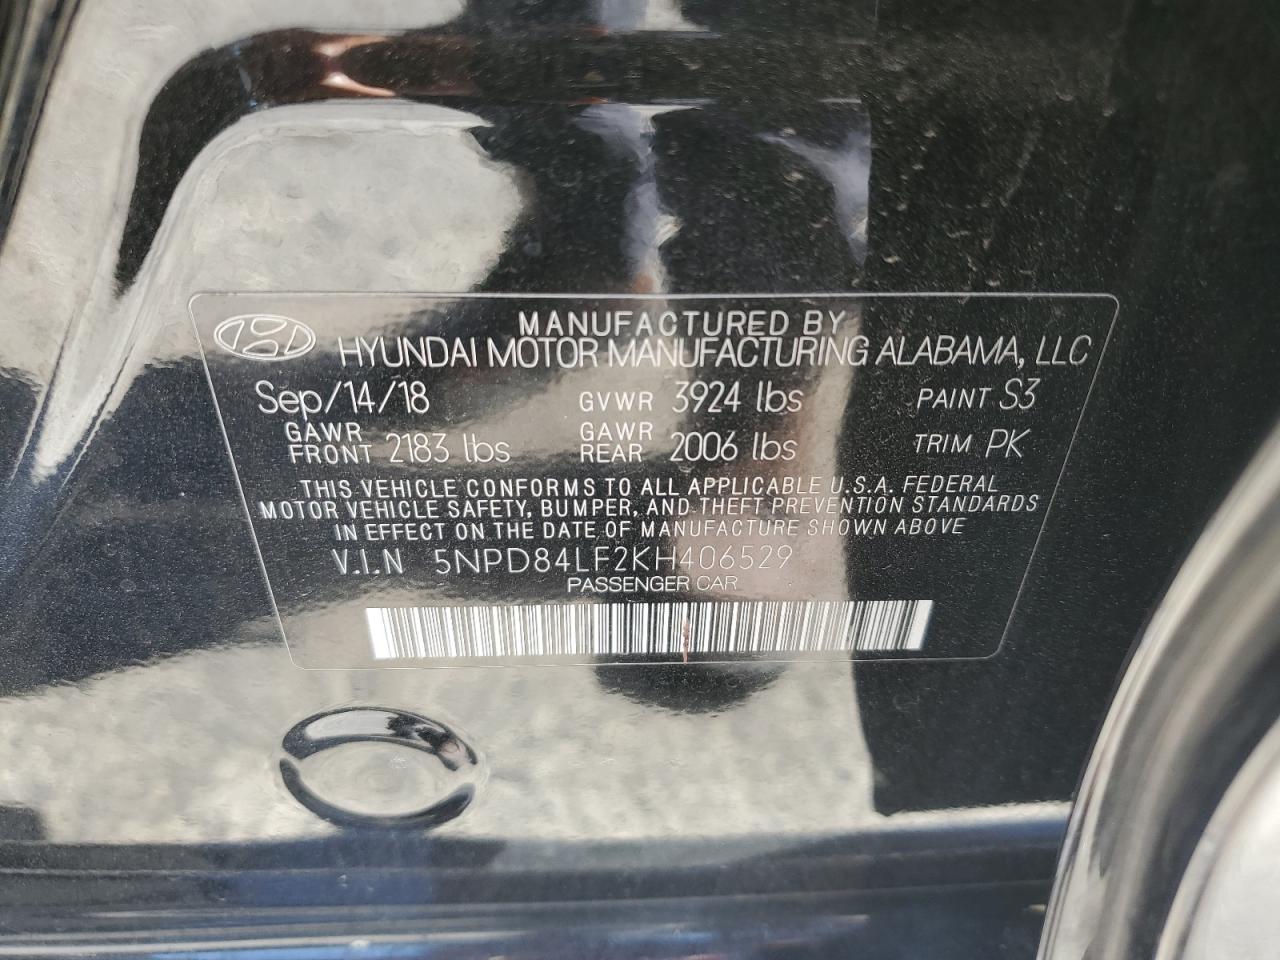 MANUFACTURED BY
HYUNDAI MOTOR MANUFACTURING ALABAMA, LLC
Sep/14/18 GVWR 3924 lbs PAINT S3
GAWR FRONT 2183 lbs GAWR REAR 2006 lbs TRIM PK
THIS VEHICLE CONFORMS TO ALL APPLICABLE U.S.A. FEDERAL
MOTOR VEHICLE SAFETY, BUMPER, AND THEFT PREVENTION STANDARDS
IN EFFECT ON THE DATE OF MANUFACTURE SHOWN ABOVE
V.I.N 5NPD84LF2KH406529
PASSENGER CAR